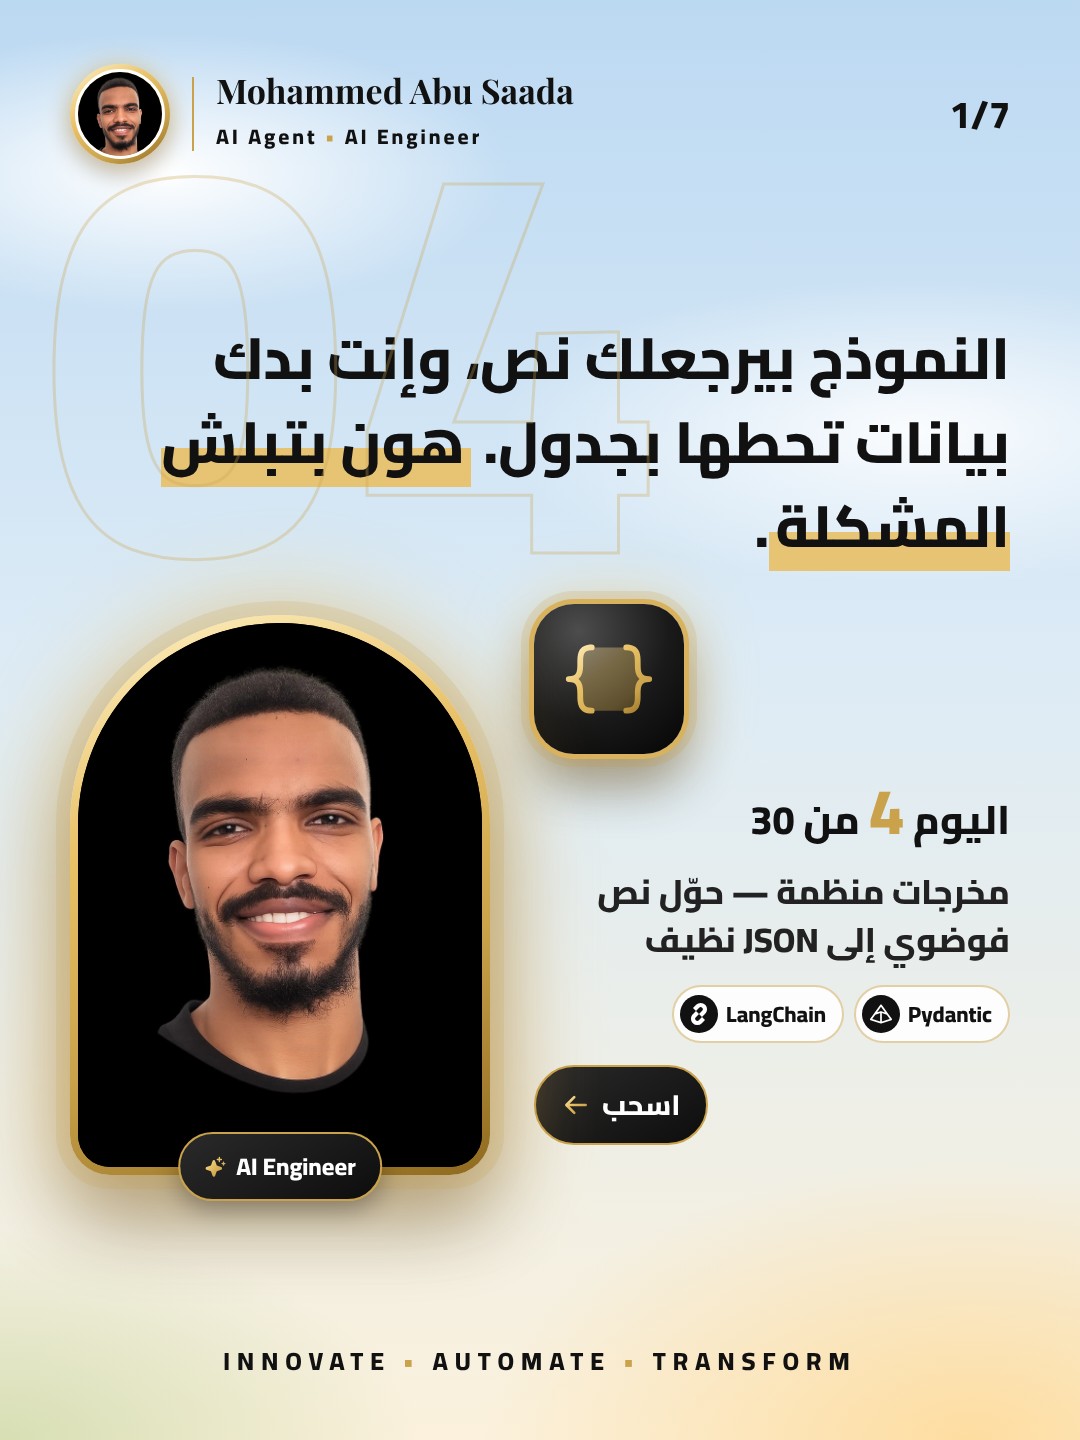 Mohammed Abu Saada
AI Agent ▪ AI Engineer
1/7
04
النموذج بيرجعلك نص، وإنت بدك
بيانات تحطها بجدول. هون بتبلش
المشكلة.
{}
اليوم 4 من 30
مخرجات منظمة — حوّل نص
فوضوي إلى JSON نظيف
Pydantic
LangChain
اسحب ←
AI Engineer
INNOVATE ▪ AUTOMATE ▪ TRANSFORM